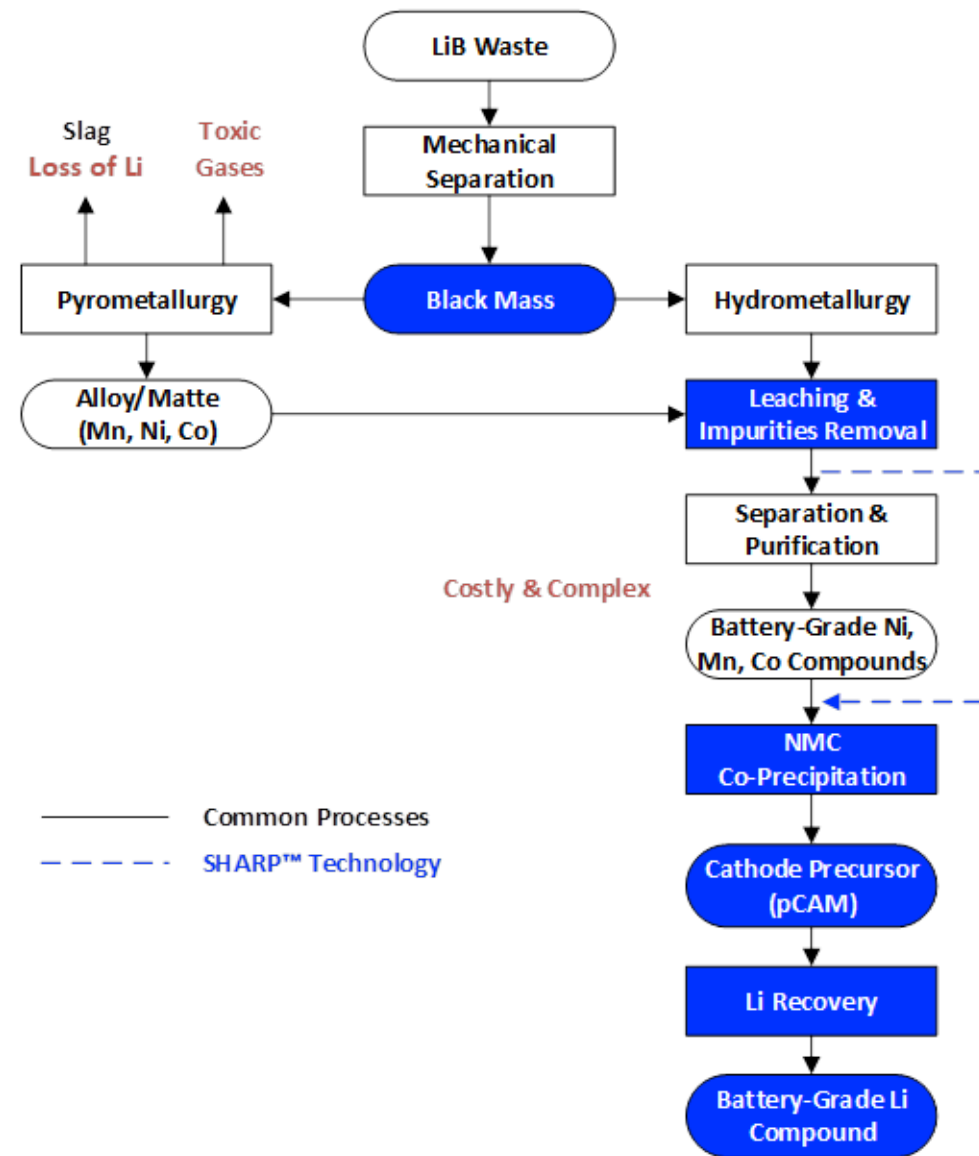 LiB Waste
Mechanical
Separation
Slag
Loss of Li
Toxic
Gases
Pyrometallurgy
Black Mass
Hydrometallurgy
Alloy/Matte
(Mn, Ni, Co)
Leaching &
Impurities Removal
Separation &
Purification
Costly & Complex
Battery-Grade Ni,
Mn, Co Compounds
NMC
Co-Precipitation
Common Processes
SHARP™ Technology
Cathode Precursor
(pCAM)
Li Recovery
Battery-Grade Li
Compound